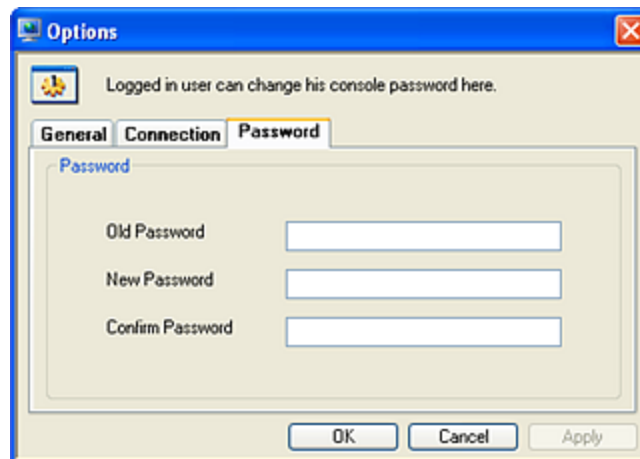 Options
Logged in user can change his console password here.
General Connection Password
Password
Old Password
New Password
Confirm Password
OK Cancel Apply